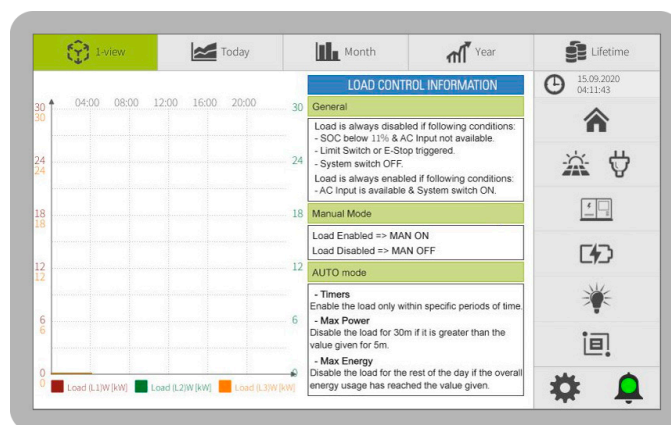 1-view
Today
Month
Year
Lifetime
LOAD CONTROL INFORMATION
15.09.2020
04:11:43
04:00 08:00 12:00 16:00 20:00
30
30
30
General
Load is always disabled if following conditions:
- SOC below 11% & AC Input not available.
- Limit Switch or E-Stop triggered.
- System switch OFF.
Load is always enabled if following conditions:
- AC Input is available & System switch ON.
24
24
24
18
18
18
Manual Mode
Load Enabled => MAN ON
Load Disabled => MAN OFF
12
12
12
AUTO mode
- Timers
Enable the load only within specific periods of time.
- Max Power
Disable the load for 30m if it is greater than the
value given for 5m.
- Max Energy
Disable the load for the rest of the day if the overall
energy usage has reached the value given.
6
6
6
0
0
0
Load (L1)W [kW]
Load (L2)W [kW]
Load (L3)W [kW]